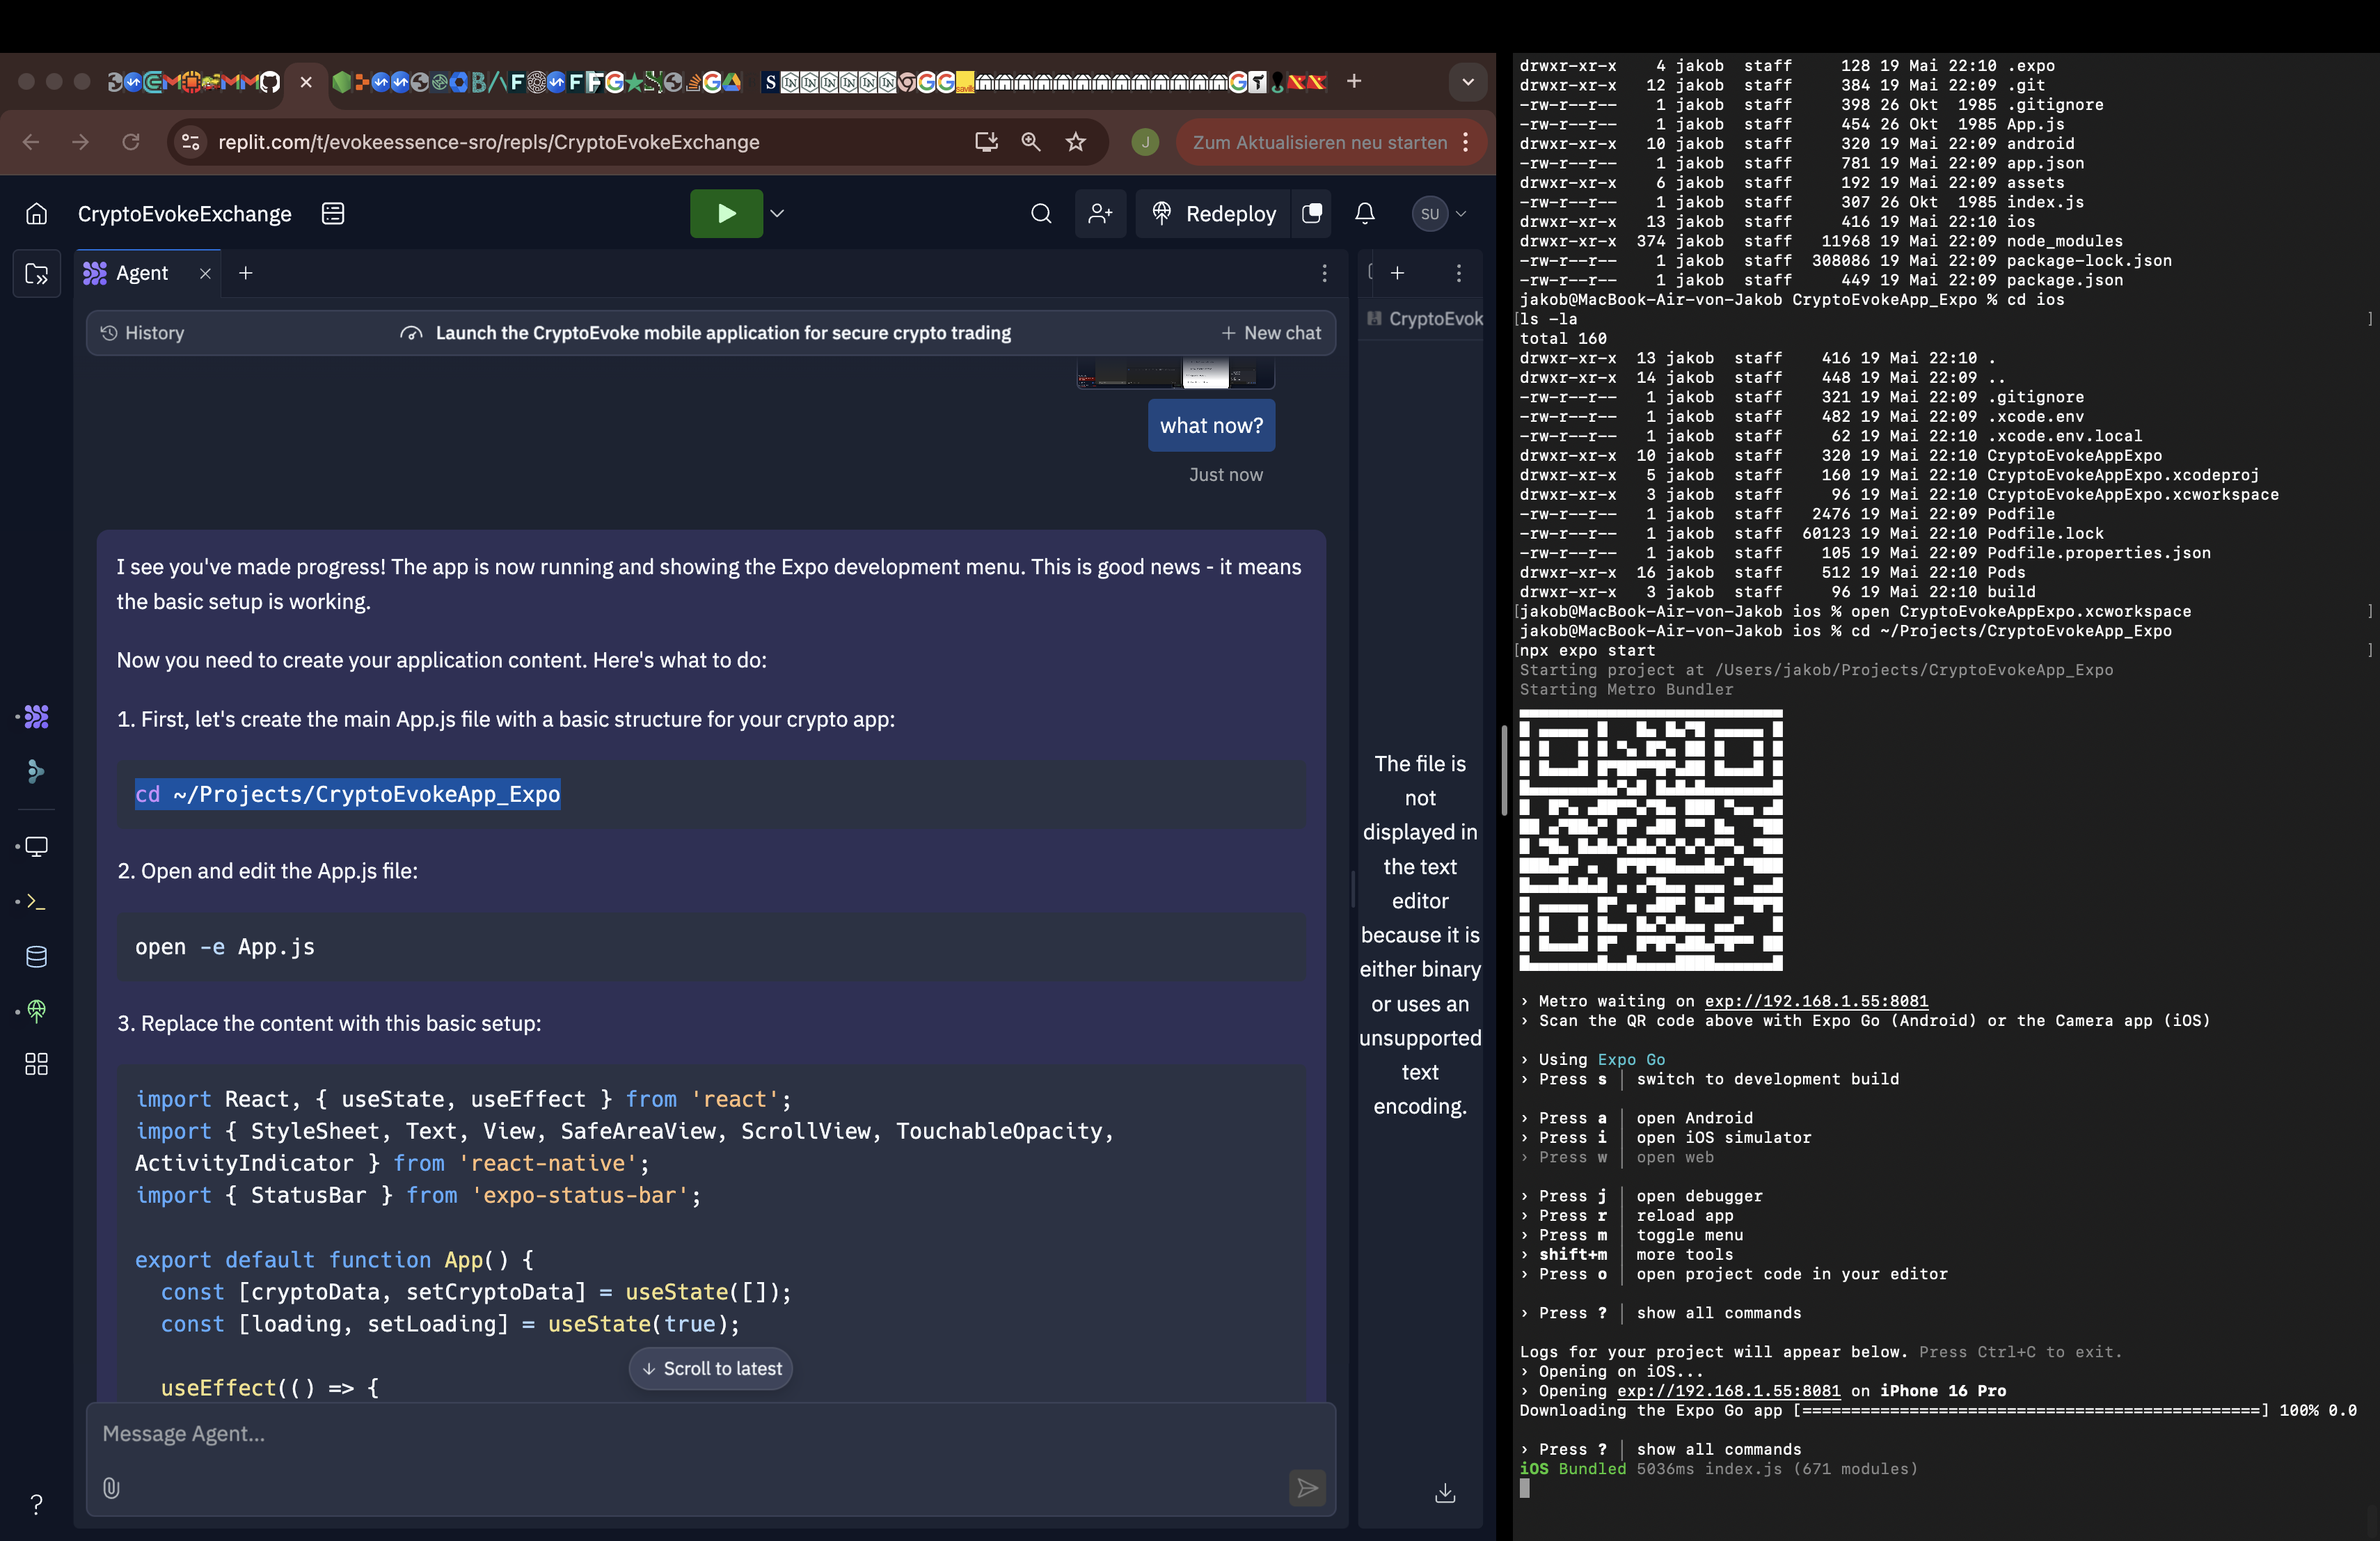 replit.com/t/evokeessence-sro/repls/CryptoEvokeExchange
J
Zum Aktualisieren neu starten
CryptoEvokeExchange
Redeploy
SU
Agent
History
Launch the CryptoEvoke mobile application for secure crypto trading
+ New chat
what now?
Just now
I see you've made progress! The app is now running and showing the Expo development menu. This is good news - it means
the basic setup is working.
Now you need to create your application content. Here's what to do:
1. First, let's create the main App.js file with a basic structure for your crypto app:
cd ~/Projects/CryptoEvokeApp_Expo
2. Open and edit the App.js file:
open -e App.js
3. Replace the content with this basic setup:
import React, { useState, useEffect } from 'react';
import { StyleSheet, Text, View, SafeAreaView, ScrollView, TouchableOpacity,
ActivityIndicator } from 'react-native';
import { StatusBar } from 'expo-status-bar';
export default function App() {
const [cryptoData, setCryptoData] = useState([]);
const [loading, setLoading] = useState(true);
useEffect(() => {
Scroll to latest
Message Agent...
CryptoEvok
The file is
not
displayed in
the text
editor
because it is
either binary
or uses an
unsupported
text
encoding.
drwxr-xr-x 4 jakob staff 128 19 Mai 22:10 .expo
drwxr-xr-x 12 jakob staff 384 19 Mai 22:09 .git
-rw-r--r-- 1 jakob staff 398 26 Okt 1985 .gitignore
-rw-r--r-- 1 jakob staff 454 26 Okt 1985 App.js
drwxr-xr-x 10 jakob staff 320 19 Mai 22:09 android
-rw-r--r-- 1 jakob staff 781 19 Mai 22:09 app.json
drwxr-xr-x 6 jakob staff 192 19 Mai 22:09 assets
-rw-r--r-- 1 jakob staff 307 26 Okt 1985 index.js
drwxr-xr-x 13 jakob staff 416 19 Mai 22:10 ios
drwxr-xr-x 374 jakob staff 11968 19 Mai 22:09 node_modules
-rw-r--r-- 1 jakob staff 308086 19 Mai 22:09 package-lock.json
-rw-r--r-- 1 jakob staff 449 19 Mai 22:09 package.json
jakob@MacBook-Air-von-Jakob CryptoEvokeApp_Expo % cd ios
[ls -la ]
total 160
drwxr-xr-x 13 jakob staff 416 19 Mai 22:10 .
drwxr-xr-x 14 jakob staff 448 19 Mai 22:09 ..
-rw-r--r-- 1 jakob staff 321 19 Mai 22:09 .gitignore
-rw-r--r-- 1 jakob staff 482 19 Mai 22:09 .xcode.env
-rw-r--r-- 1 jakob staff 62 19 Mai 22:10 .xcode.env.local
drwxr-xr-x 10 jakob staff 320 19 Mai 22:10 CryptoEvokeAppExpo
drwxr-xr-x 5 jakob staff 160 19 Mai 22:10 CryptoEvokeAppExpo.xcodeproj
drwxr-xr-x 3 jakob staff 96 19 Mai 22:10 CryptoEvokeAppExpo.xcworkspace
-rw-r--r-- 1 jakob staff 2476 19 Mai 22:09 Podfile
-rw-r--r-- 1 jakob staff 60123 19 Mai 22:10 Podfile.lock
-rw-r--r-- 1 jakob staff 105 19 Mai 22:09 Podfile.properties.json
drwxr-xr-x 16 jakob staff 512 19 Mai 22:10 Pods
drwxr-xr-x 3 jakob staff 96 19 Mai 22:10 build
[jakob@MacBook-Air-von-Jakob ios % open CryptoEvokeAppExpo.xcworkspace ]
jakob@MacBook-Air-von-Jakob ios % cd ~/Projects/CryptoEvokeApp_Expo
[npx expo start ]
Starting project at /Users/jakob/Projects/CryptoEvokeApp_Expo
Starting Metro Bundler
› Metro waiting on exp://192.168.1.55:8081
› Scan the QR code above with Expo Go (Android) or the Camera app (iOS)
› Using Expo Go
› Press s │ switch to development build
› Press a │ open Android
› Press i │ open iOS simulator
› Press w │ open web
› Press j │ open debugger
› Press r │ reload app
› Press m │ toggle menu
› shift+m │ more tools
› Press o │ open project code in your editor
› Press ? │ show all commands
Logs for your project will appear below. Press Ctrl+C to exit.
› Opening on iOS...
› Opening exp://192.168.1.55:8081 on iPhone 16 Pro
Downloading the Expo Go app [===============================================] 100% 0.0
› Press ? │ show all commands
iOS Bundled 5036ms index.js (671 modules)